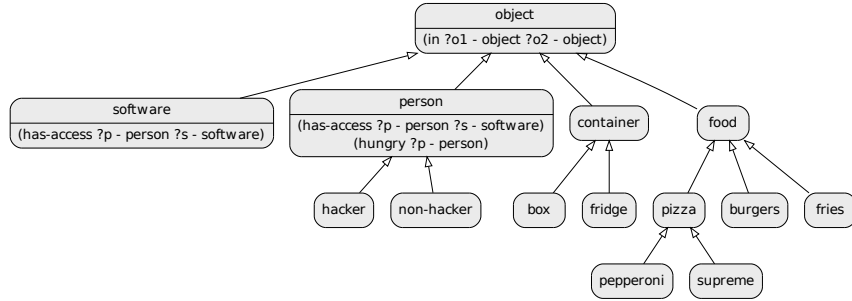 object
(in ?o1 - object ?o2 - object)
software
(has-access ?p - person ?s - software)
person
(has-access ?p - person ?s - software)
(hungry ?p - person)
container
food
hacker
non-hacker
box
fridge
pizza
burgers
fries
pepperoni
supreme